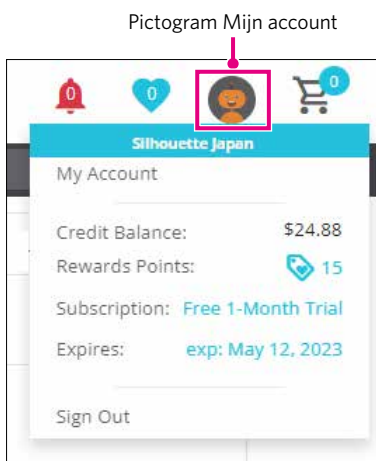 Pictogram Mijn account
0 0 0
Silhouette Japan
My Account
Credit Balance: $24.88
Rewards Points: 15
Subscription: Free 1-Month Trial
Expires: exp: May 12, 2023
Sign Out